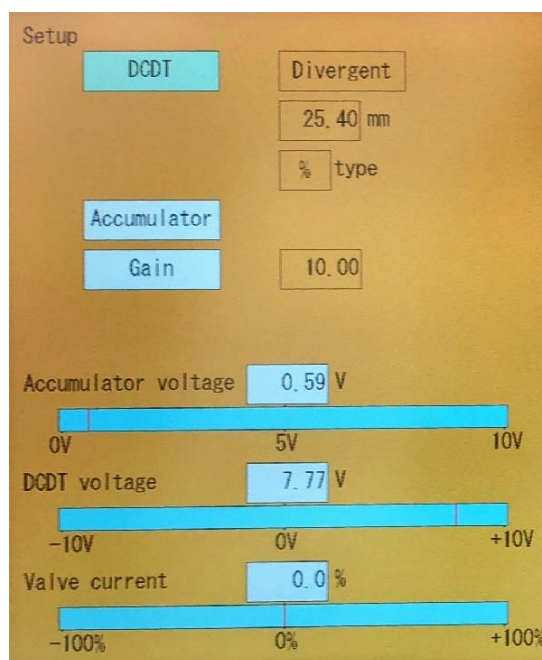 Setup
DCDT Divergent
25.40 mm
% type
Accumulator
Gain 10.00
Accumulator voltage 0.59 V
0V 5V 10V
DCDT voltage 7.77 V
-10V 0V +10V
Valve current 0.0 %
-100% 0% +100%